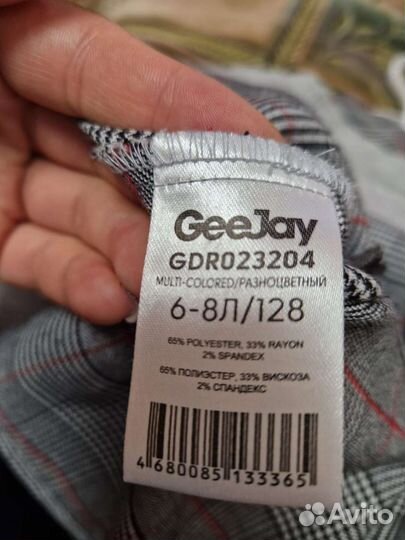 GeeJay
GDR023204
MULTI-COLORED/РАЗНОЦВЕТНЫЙ
6-8Л/128
65% POLYESTER, 33% RAYON
2% SPANDEX
65% ПОЛИЭСТЕР, 33% ВИСКОЗА
2% СПАНДЕКС
4 680085 133365
Avito